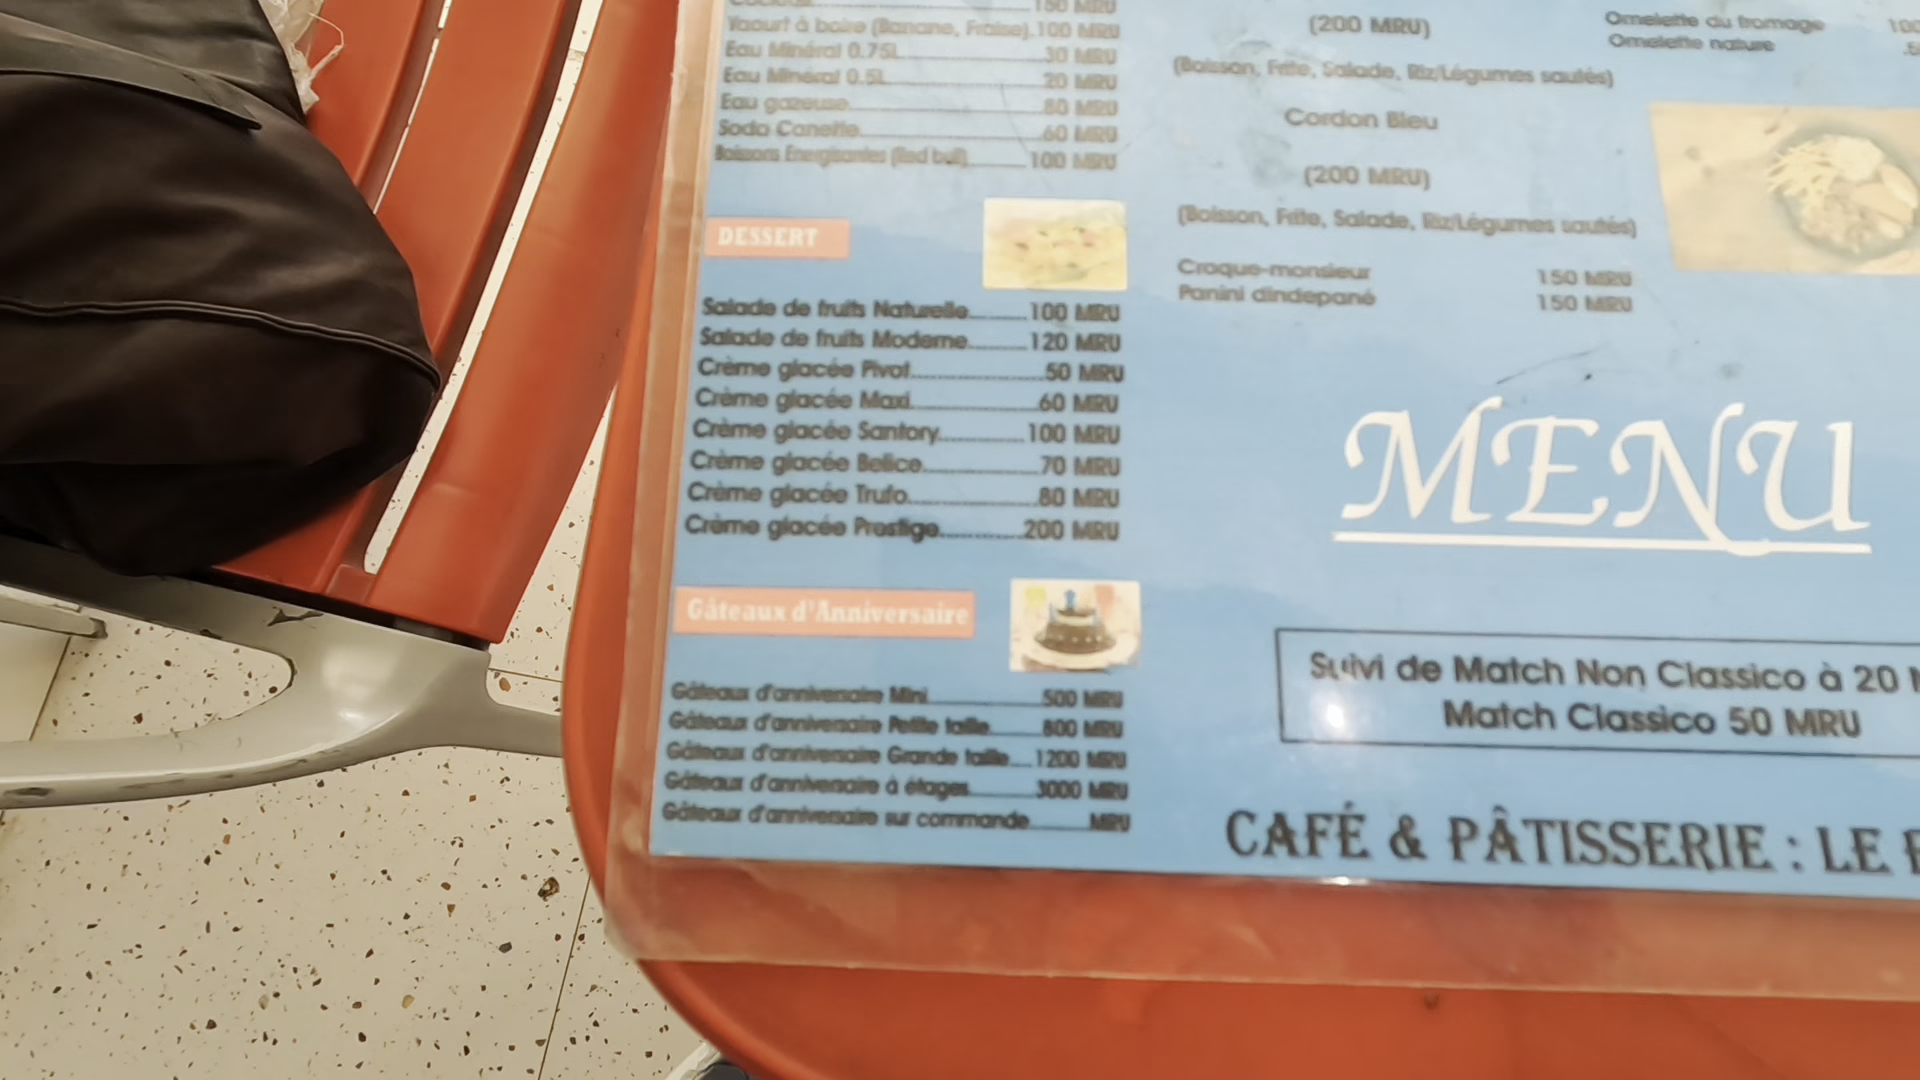 150 MRU
Yaourt à boire (Banane, Fraise).100 MRU
Eau Minéral 0.75L..........30 MRU
Eau Minéral 0.5L..........20 MRU
Eau gazeuse..........80 MRU
Soda Canette..........60 MRU
Boissons Énergisantes (Red bull)..........100 MRU
DESSERT
Salade de fruits Naturelle..........100 MRU
Salade de fruits Moderne..........120 MRU
Crème glacée Pivot..........50 MRU
Crème glacée Maxi..........60 MRU
Crème glacée Santory..........100 MRU
Crème glacée Belice..........70 MRU
Crème glacée Trufo..........80 MRU
Crème glacée Prestige..........200 MRU
Gâteaux d'Anniversaire
Gâteaux d'anniversaire Mini..........500 MRU
Gâteaux d'anniversaire Petite taille..........800 MRU
Gâteaux d'anniversaire Grande taille....1200 MRU
Gâteaux d'anniversaire à étages..........3000 MRU
Gâteaux d'anniversaire sur commande..........MRU
(200 MRU)
(Boisson, Frite, Salade, Riz/Légumes sautés)
Cordon Bleu
(200 MRU)
(Boisson, Frite, Salade, Riz/Légumes sautés)
Croque-monsieur 150 MRU
Panini dindepané 150 MRU
Omelette du fromage
Omelette nature
MENU
Suivi de Match Non Classico à 20
Match Classico 50 MRU
CAFÉ & PÂTISSERIE : LE